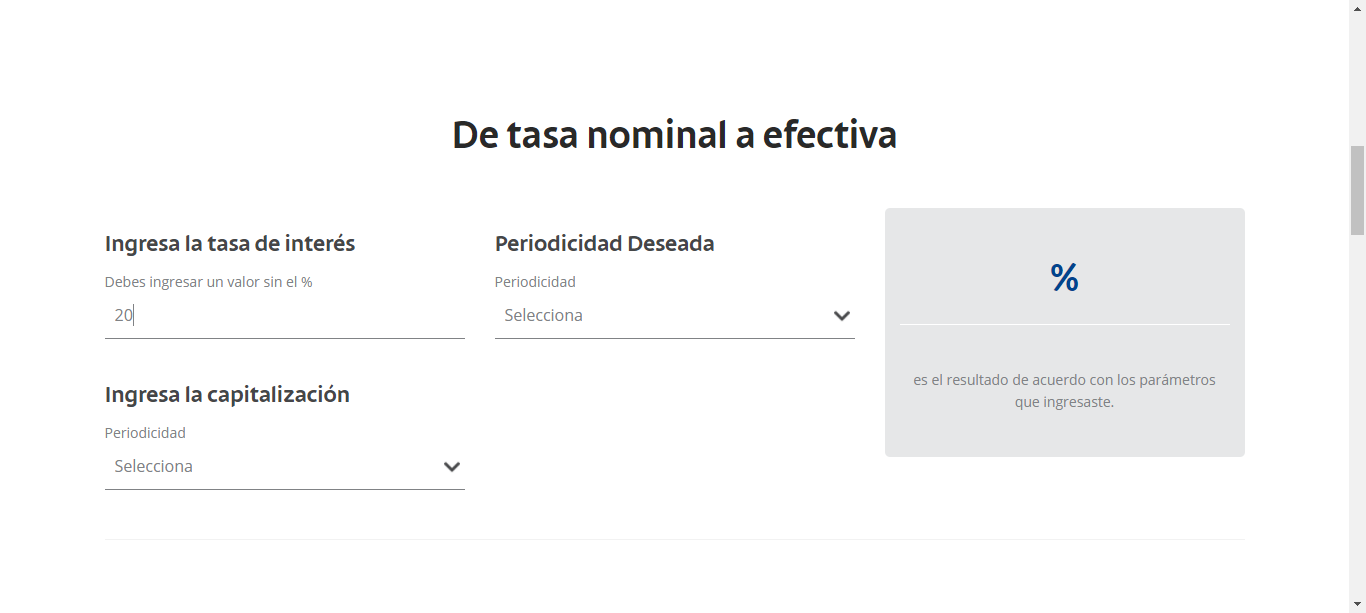 De tasa nominal a efectiva
Ingresa la tasa de interés
Debes ingresar un valor sin el %
20
Periodicidad Deseada
Periodicidad
Selecciona
%
es el resultado de acuerdo con los parámetros
que ingresaste.
Ingresa la capitalización
Periodicidad
Selecciona